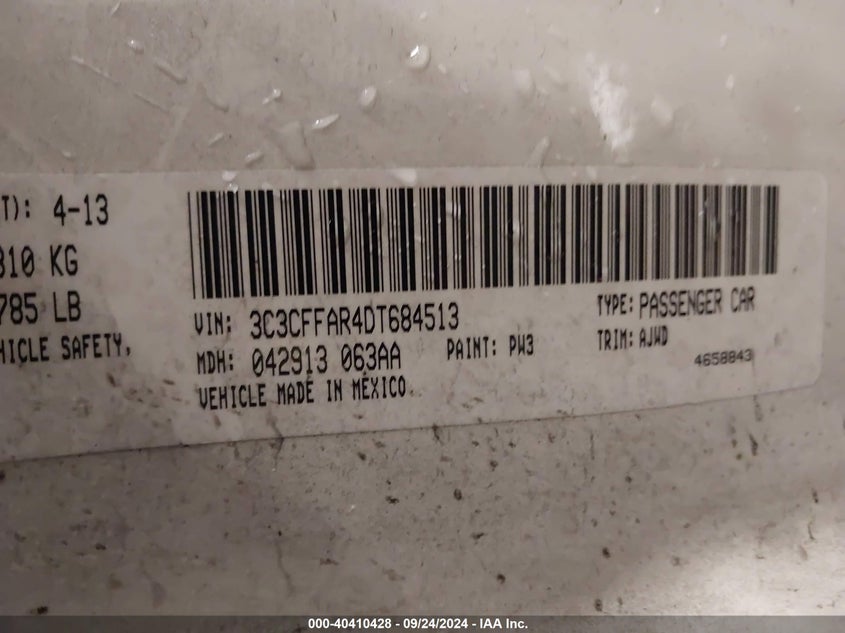 T): 4-13
810 KG
785 LB
HICLE SAFETY,
VIN: 3C3CFFAR4DT684513
TYPE: PASSENGER CAR
MDH: 042913 063AA
PAINT: PW3
TRIM: AJWD
4658843
VEHICLE MADE IN MEXICO
000-40410428 - 09/24/2024 - IAA Inc.